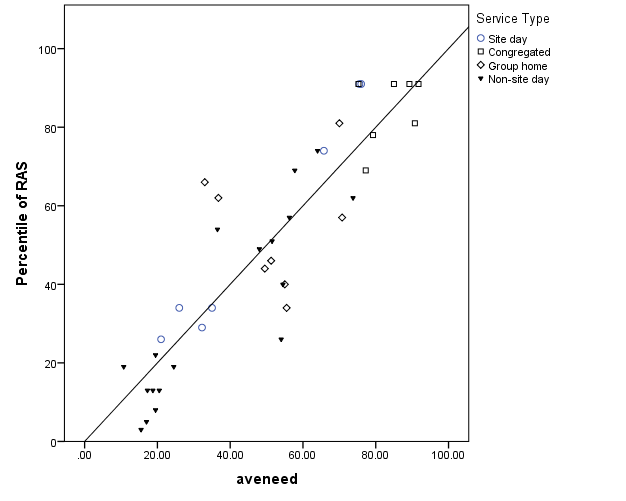 Service Type
Site day
Congregated
Group home
Non-site day
Percentile of RAS
100
80
60
40
20
0
.00 20.00 40.00 60.00 80.00 100.00
aveneed